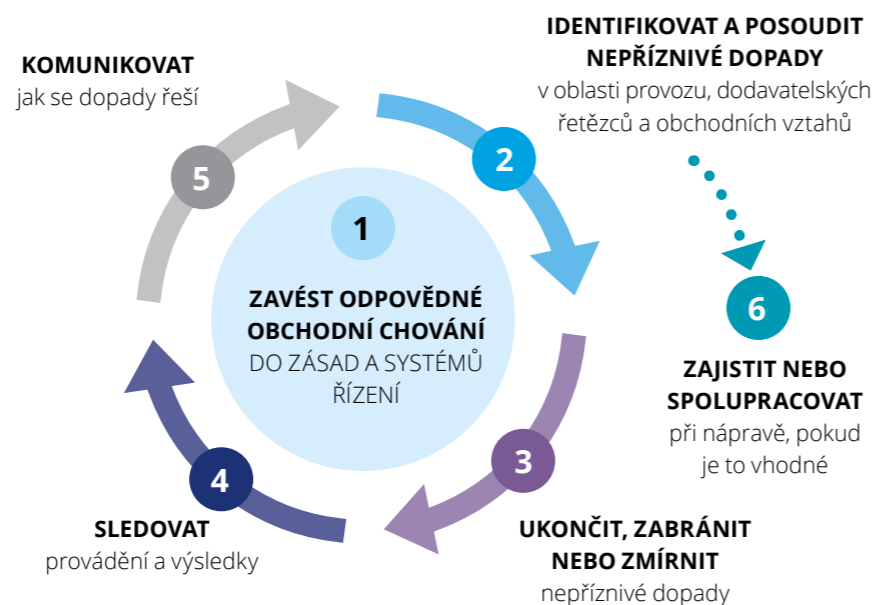 IDENTIFIKOVAT A POSOUDIT
NEPŘÍZNIVÉ DOPADY
v oblasti provozu, dodavatelských
řetězců a obchodních vztahů
KOMUNIKOVAT
jak se dopady řeší
2
5
1
ZAVÉST ODPOVĚDNÉ
OBCHODNÍ CHOVÁNÍ
DO ZÁSAD A SYSTÉMŮ
ŘÍZENÍ
6
ZAJISTIT NEBO
SPOLUPRACOVAT
při nápravě, pokud
je to vhodné
3
4
SLEDOVAT
provádění a výsledky
UKONČIT, ZABRÁNIT
NEBO ZMÍRNIT
nepříznivé dopady